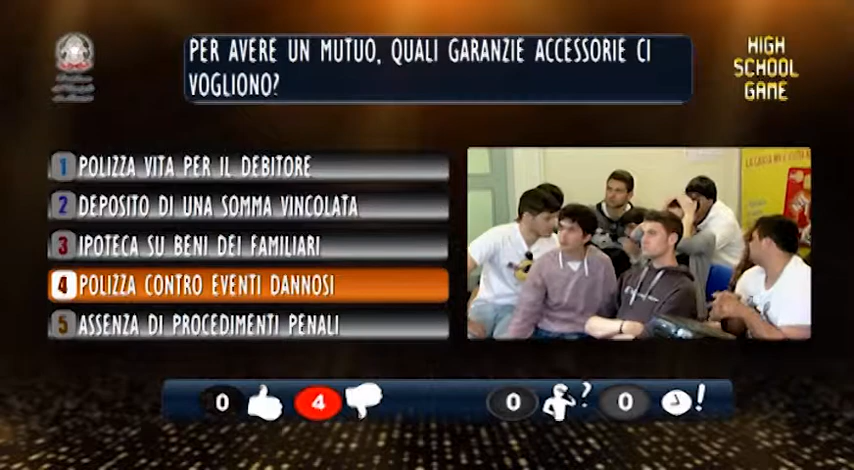 PER AVERE UN MUTUO, QUALI GARANZIE ACCESSORIE CI
VOGLIONO?
HIGH
SCHOOL
GAME
1 POLIZZA VITA PER IL DEBITORE
2 DEPOSITO DI UNA SOMMA VINCOLATA
3 IPOTECA SU BENI DEI FAMILIARI
4 POLIZZA CONTRO EVENTI DANNOSI
5 ASSENZA DI PROCEDIMENTI PENALI
0 4 ? 0 0 !